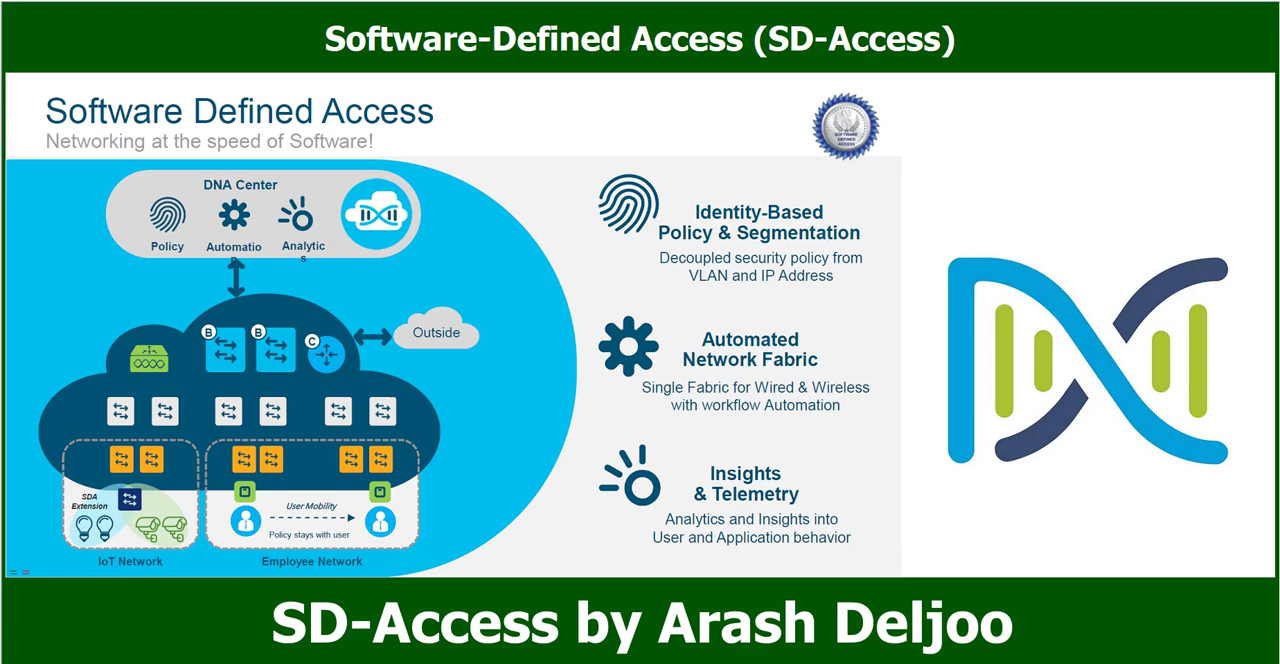 Software-Defined Access (SD-Access)
Software Defined Access
Networking at the speed of Software!
SOFTWARE
DEFINED
ACCESS
DNA Center
Policy
Automatio
n
Analytic
s
B
B
C
Outside
SDA
Extension
User Mobility
Policy stays with user
IoT Network
Employee Network
Identity-Based
Policy & Segmentation
Decoupled security policy from
VLAN and IP Address
Automated
Network Fabric
Single Fabric for Wired & Wireless
with workflow Automation
Insights
& Telemetry
Analytics and Insights into
User and Application behavior
SD-Access by Arash Deljoo